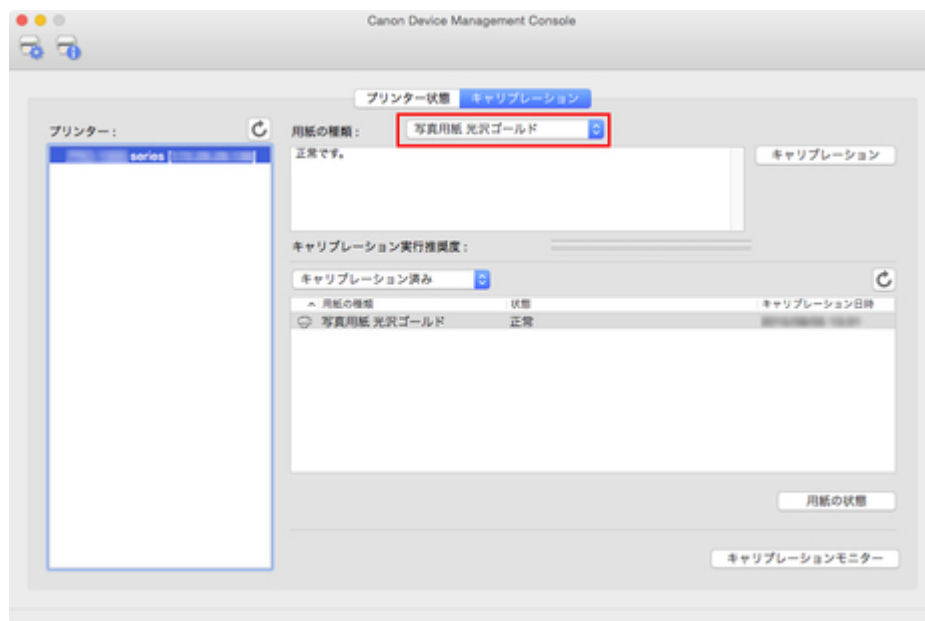 Canon Device Management Console
プリンター状態 キャリブレーション
プリンター：
用紙の種類： 写真用紙 光沢ゴールド
series [
正常です。
キャリブレーション
キャリブレーション実行推奨度：
キャリブレーション済み
用紙の種類 状態 キャリブレーション日時
写真用紙 光沢ゴールド 正常
用紙の状態
キャリブレーションモニター